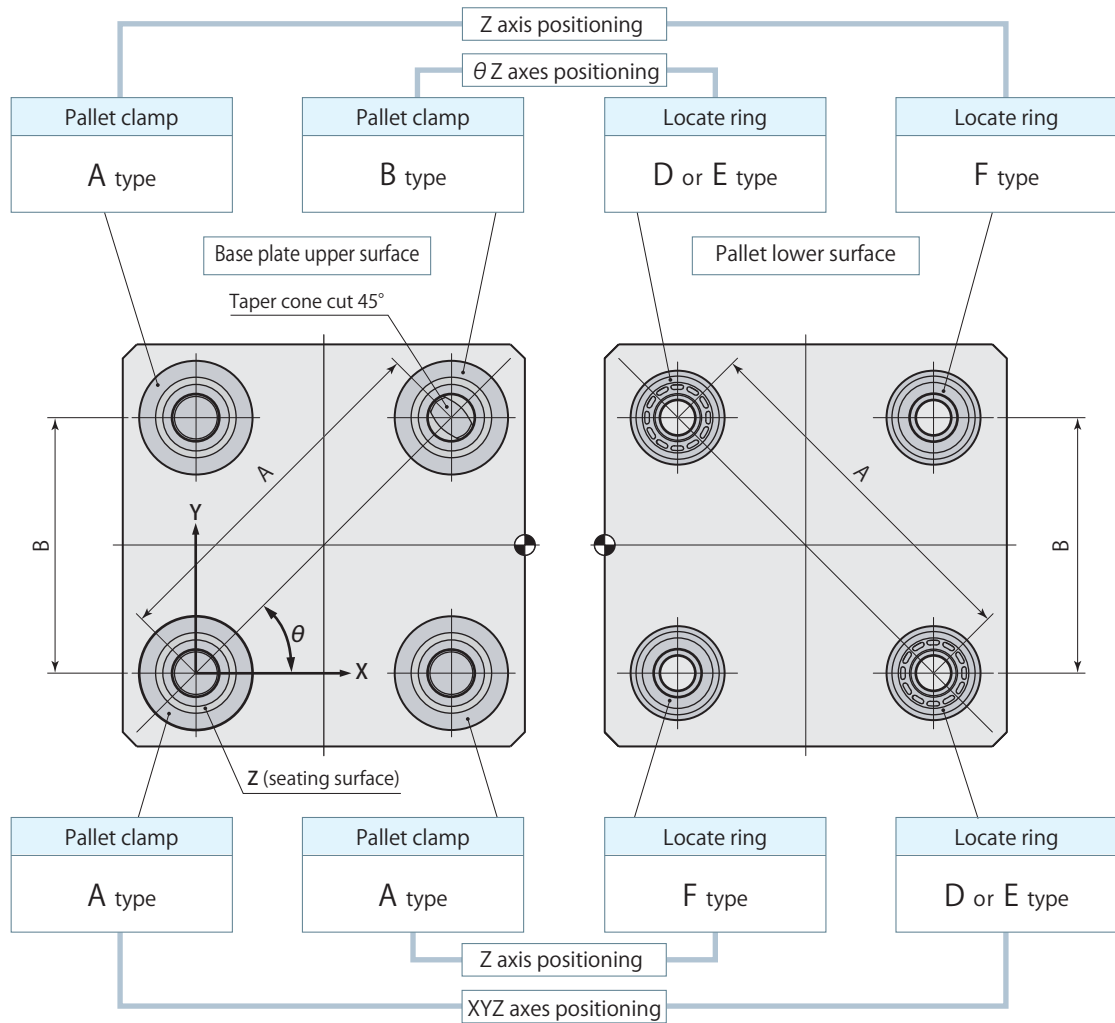 Z axis positioning
θ Z axes positioning
Pallet clamp
A type
Pallet clamp
B type
Locate ring
D or E type
Locate ring
F type
Base plate upper surface
Pallet lower surface
Taper cone cut 45°
A
A
B
B
Y
θ
X
Z (seating surface)
Pallet clamp
A type
Pallet clamp
A type
Locate ring
F type
Locate ring
D or E type
Z axis positioning
XYZ axes positioning